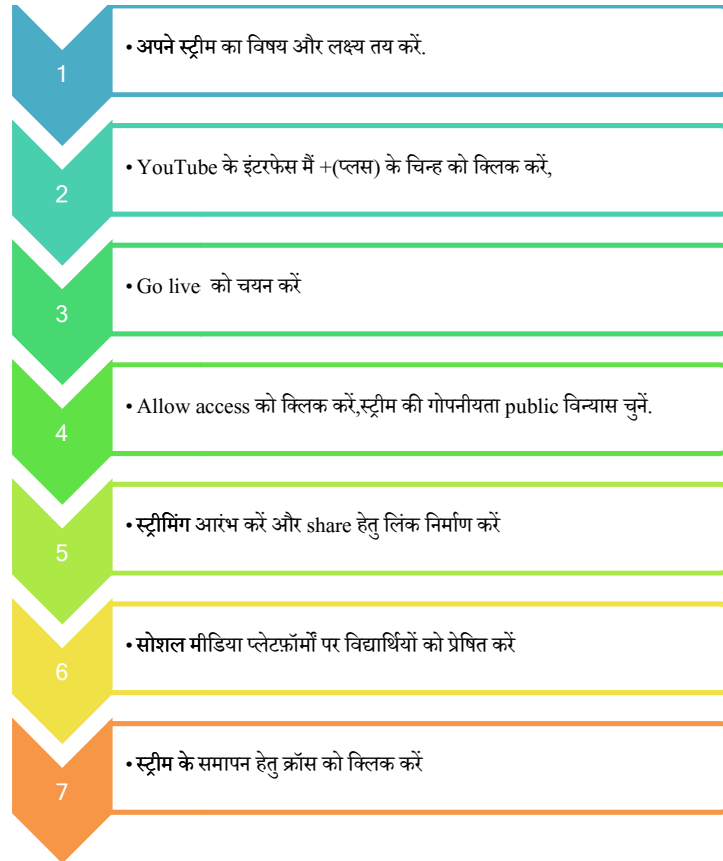 1
• अपने स्ट्रीम का विषय और लक्ष्य तय करें.
2
• YouTube के इंटरफेस मैं +(प्लस) के चिन्ह को क्लिक करें,
3
• Go live को चयन करें
4
• Allow access को क्लिक करें,स्ट्रीम की गोपनीयता public विन्यास चुनें.
5
• स्ट्रीमिंग आरंभ करें और share हेतु लिंक निर्माण करें
6
• सोशल मीडिया प्लेटफ़ॉर्मों पर विद्यार्थियों को प्रेषित करें
7
• स्ट्रीम के समापन हेतु क्रॉस को क्लिक करें